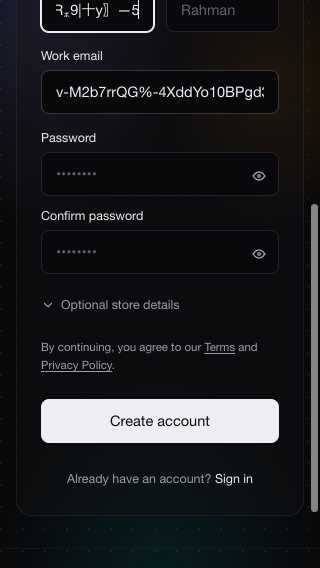 Rahman
Work email
v-M2b7rrQG%-4XddYo10BPgd
Password
••••••••
Confirm password
••••••••
Optional store details
By continuing, you agree to our Terms and
Privacy Policy.
Create account
Already have an account? Sign in